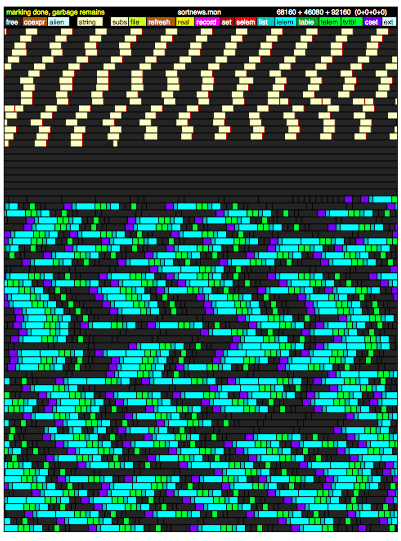 marking done, garbage remains sortnews.mon 68160 + 46080 + 92160 (0+0+0+0)
free coexpr alien string subs file refresh real record set selem list lelem table telem tvtbl cset ext